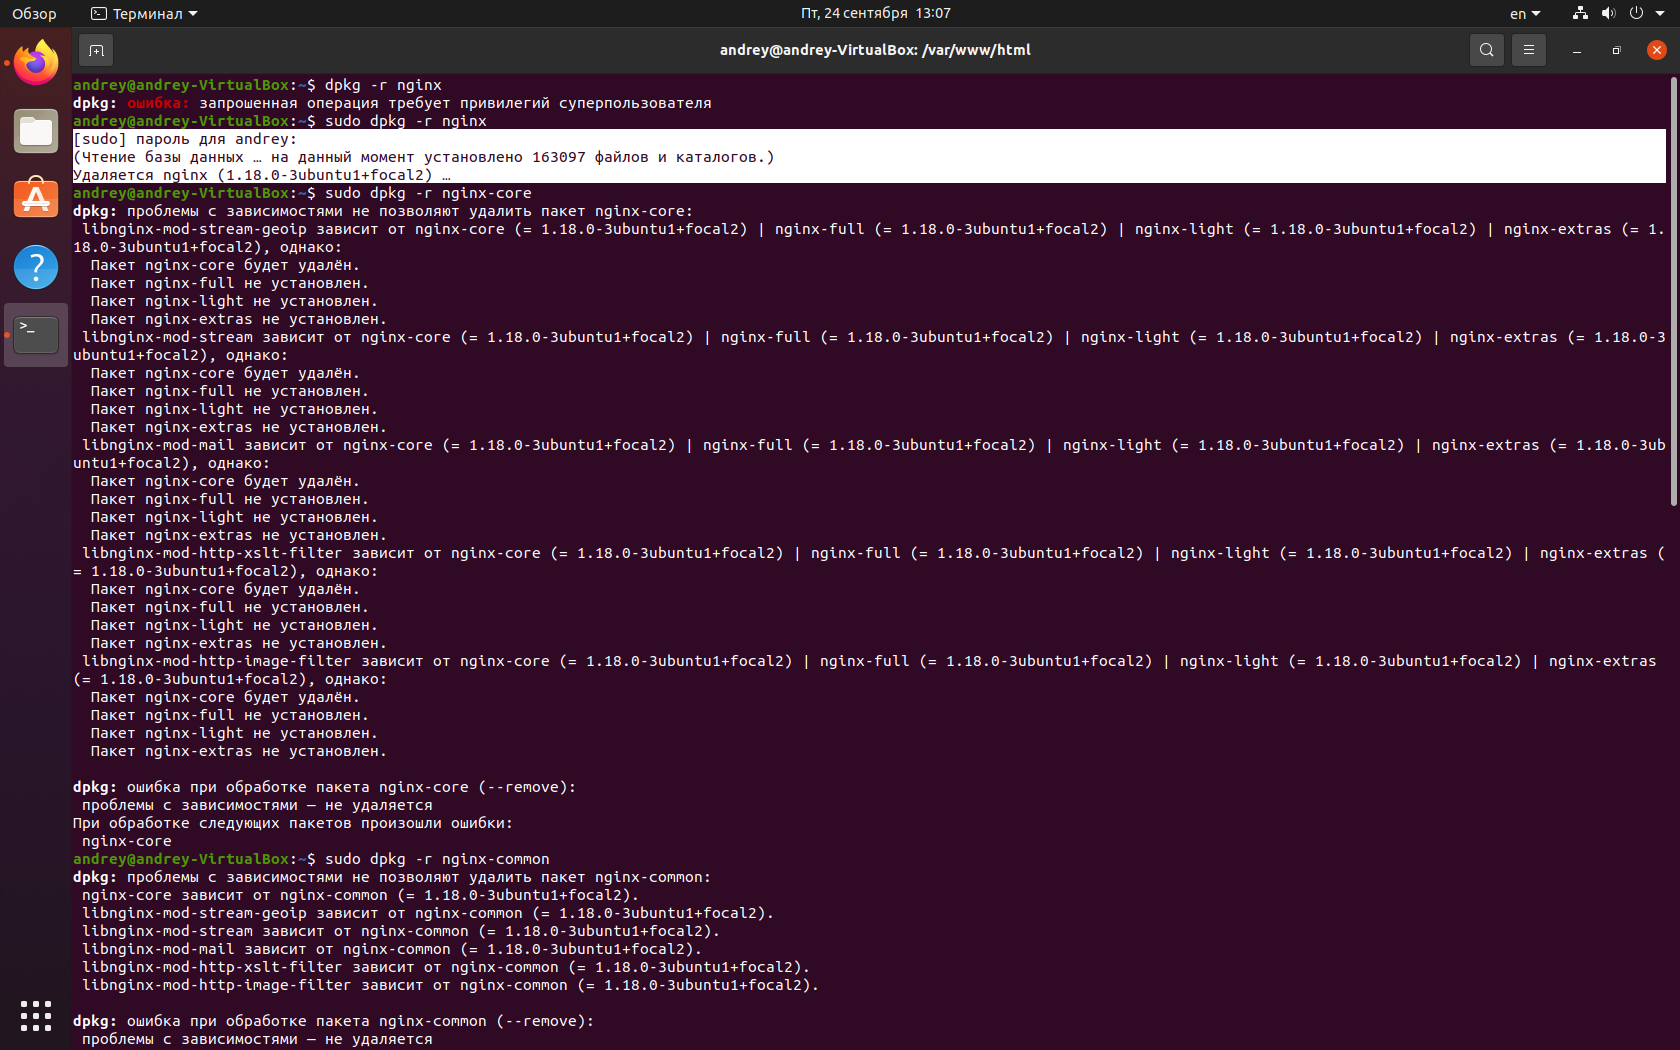 Обзор
Терминал
Пт, 24 сентября 13:07
en
andrey@andrey-VirtualBox: /var/www/html
andrey@andrey-VirtualBox:~$ dpkg -r nginx
dpkg: ошибка: запрошенная операция требует привилегий суперпользователя
andrey@andrey-VirtualBox:~$ sudo dpkg -r nginx
[sudo] пароль для andrey:
(Чтение базы данных … на данный момент установлено 163097 файлов и каталогов.)
Удаляется nginx (1.18.0-3ubuntu1+focal2) …
andrey@andrey-VirtualBox:~$ sudo dpkg -r nginx-core
dpkg: проблемы с зависимостями не позволяют удалить пакет nginx-core:
 libnginx-mod-stream-geoip зависит от nginx-core (= 1.18.0-3ubuntu1+focal2) | nginx-full (= 1.18.0-3ubuntu1+focal2) | nginx-light (= 1.18.0-3ubuntu1+focal2) | nginx-extras (= 1.
18.0-3ubuntu1+focal2), однако:
  Пакет nginx-core будет удалён.
  Пакет nginx-full не установлен.
  Пакет nginx-light не установлен.
  Пакет nginx-extras не установлен.
 libnginx-mod-stream зависит от nginx-core (= 1.18.0-3ubuntu1+focal2) | nginx-full (= 1.18.0-3ubuntu1+focal2) | nginx-light (= 1.18.0-3ubuntu1+focal2) | nginx-extras (= 1.18.0-3
ubuntu1+focal2), однако:
  Пакет nginx-core будет удалён.
  Пакет nginx-full не установлен.
  Пакет nginx-light не установлен.
  Пакет nginx-extras не установлен.
 libnginx-mod-mail зависит от nginx-core (= 1.18.0-3ubuntu1+focal2) | nginx-full (= 1.18.0-3ubuntu1+focal2) | nginx-light (= 1.18.0-3ubuntu1+focal2) | nginx-extras (= 1.18.0-3ub
untu1+focal2), однако:
  Пакет nginx-core будет удалён.
  Пакет nginx-full не установлен.
  Пакет nginx-light не установлен.
  Пакет nginx-extras не установлен.
 libnginx-mod-http-xslt-filter зависит от nginx-core (= 1.18.0-3ubuntu1+focal2) | nginx-full (= 1.18.0-3ubuntu1+focal2) | nginx-light (= 1.18.0-3ubuntu1+focal2) | nginx-extras (
= 1.18.0-3ubuntu1+focal2), однако:
  Пакет nginx-core будет удалён.
  Пакет nginx-full не установлен.
  Пакет nginx-light не установлен.
  Пакет nginx-extras не установлен.
 libnginx-mod-http-image-filter зависит от nginx-core (= 1.18.0-3ubuntu1+focal2) | nginx-full (= 1.18.0-3ubuntu1+focal2) | nginx-light (= 1.18.0-3ubuntu1+focal2) | nginx-extras
(= 1.18.0-3ubuntu1+focal2), однако:
  Пакет nginx-core будет удалён.
  Пакет nginx-full не установлен.
  Пакет nginx-light не установлен.
  Пакет nginx-extras не установлен.

dpkg: ошибка при обработке пакета nginx-core (--remove):
 проблемы с зависимостями — не удаляется
При обработке следующих пакетов произошли ошибки:
 nginx-core
andrey@andrey-VirtualBox:~$ sudo dpkg -r nginx-common
dpkg: проблемы с зависимостями не позволяют удалить пакет nginx-common:
 nginx-core зависит от nginx-common (= 1.18.0-3ubuntu1+focal2).
 libnginx-mod-stream-geoip зависит от nginx-common (= 1.18.0-3ubuntu1+focal2).
 libnginx-mod-stream зависит от nginx-common (= 1.18.0-3ubuntu1+focal2).
 libnginx-mod-mail зависит от nginx-common (= 1.18.0-3ubuntu1+focal2).
 libnginx-mod-http-xslt-filter зависит от nginx-common (= 1.18.0-3ubuntu1+focal2).
 libnginx-mod-http-image-filter зависит от nginx-common (= 1.18.0-3ubuntu1+focal2).

dpkg: ошибка при обработке пакета nginx-common (--remove):
 проблемы с зависимостями — не удаляется